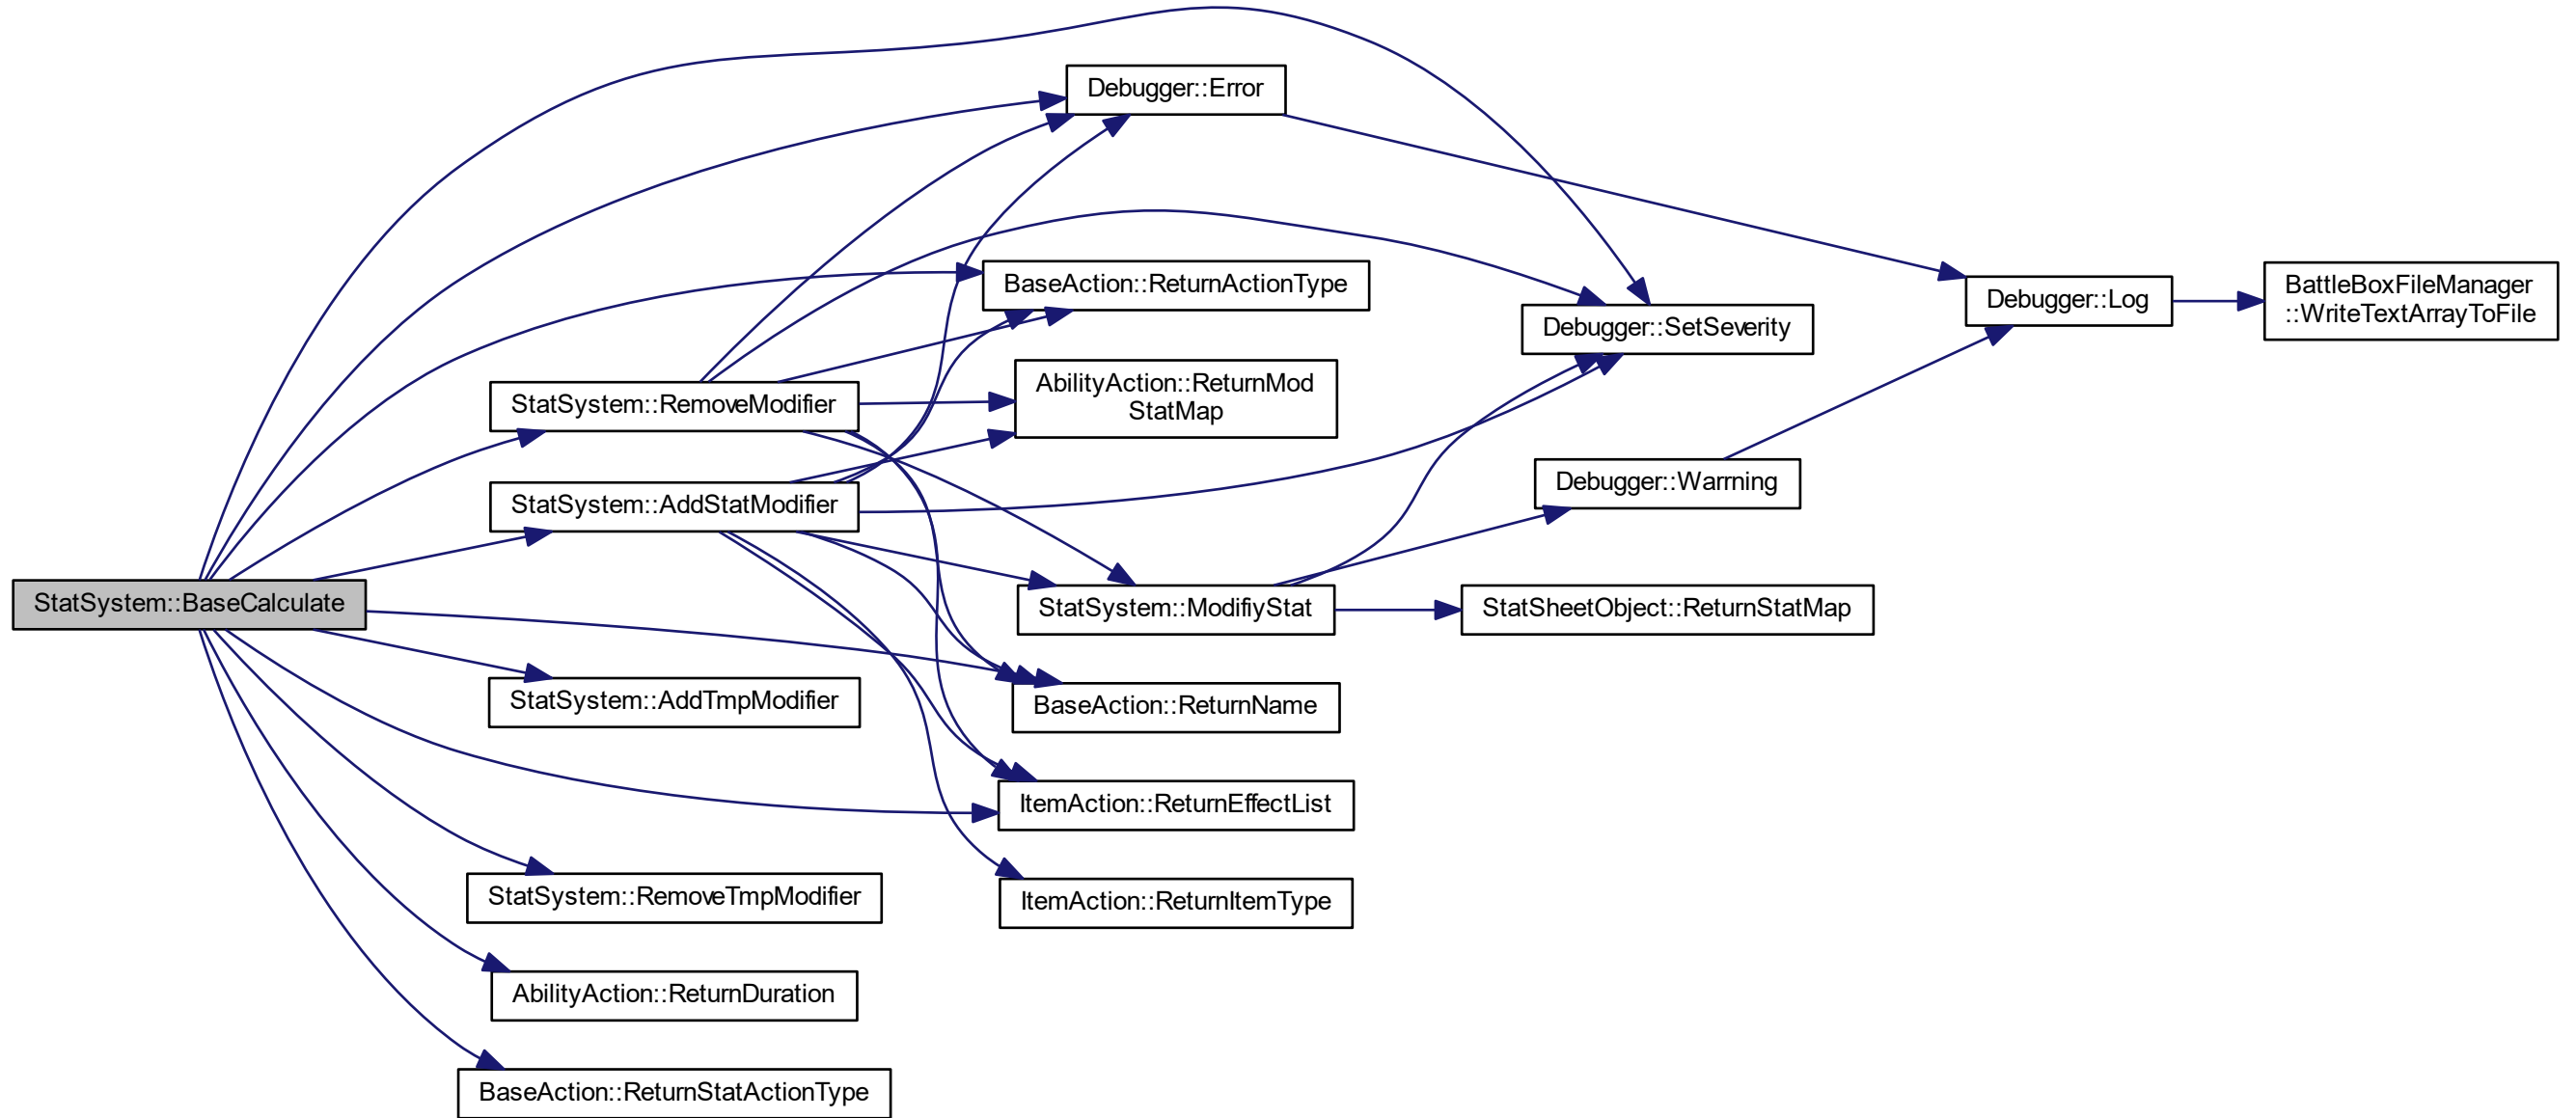 Debugger::Error
BaseAction::ReturnActionType
BattleBoxFileManager
::WriteTextArrayToFile
Debugger::Log
Debugger::SetSeverity
AbilityAction::ReturnMod
StatMap
StatSystem::RemoveModifier
Debugger::Warrning
StatSystem::AddStatModifier
StatSystem::BaseCalculate
StatSystem::ModifiyStat
StatSheetObject::ReturnStatMap
StatSystem::AddTmpModifier
BaseAction::ReturnName
ItemAction::ReturnEffectList
StatSystem::RemoveTmpModifier
ItemAction::ReturnItemType
AbilityAction::ReturnDuration
BaseAction::ReturnStatActionType